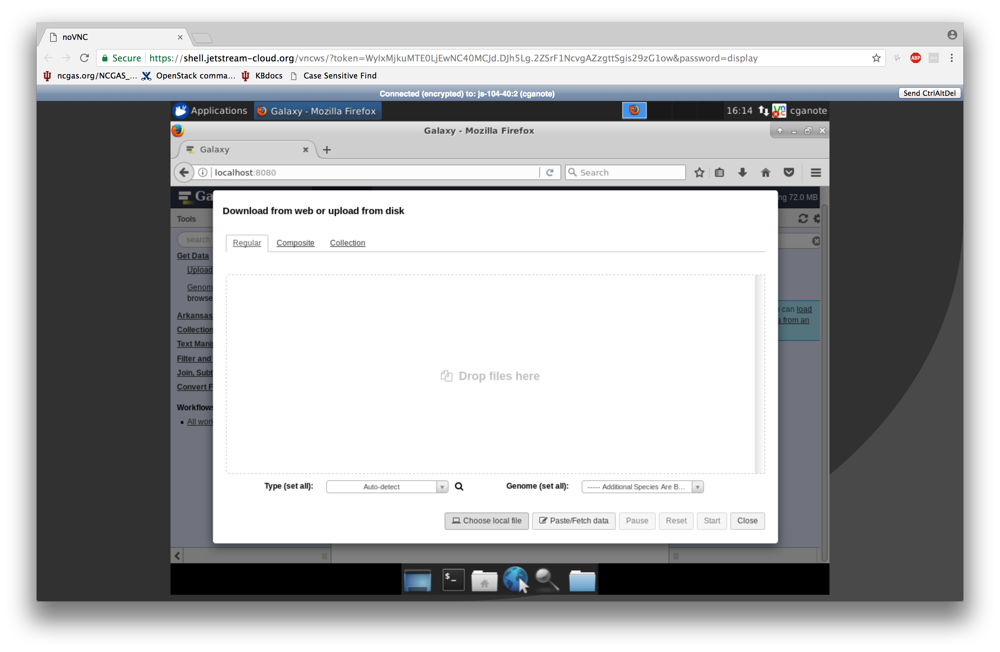 noVNC
Secure https://shell.jetstream-cloud.org/vncws/?token=WyIxMjkuMTE0LjEwNC40MCJd.DJh5Lg.2ZSrF1NcvgAZzgttSgis29zG1ow&password=display
ABP
ncgas.org/NCGAS_... OpenStack comma... KBdocs Case Sensitive Find
Connected (encrypted) to: js-104-40:2 (cganote)
Send CtrlAltDel
Applications Galaxy - Mozilla Firefox 16:14 cganote
Galaxy - Mozilla Firefox
Galaxy
localhost:8080 Search
Ga ng 72.0 MB
Download from web or upload from disk
Tools
Regular Composite Collection
search
Get Data
Upload
Genom
browse
Arkansas
Collection
Text Mani
Filter and
Join, Subt
Convert F
Workflows
All work
can load
a from an
Drop files here
Type (set all): Auto-detect Genome (set all): ----- Additional Species Are B...
Choose local file Paste/Fetch data Pause Reset Start Close
$_